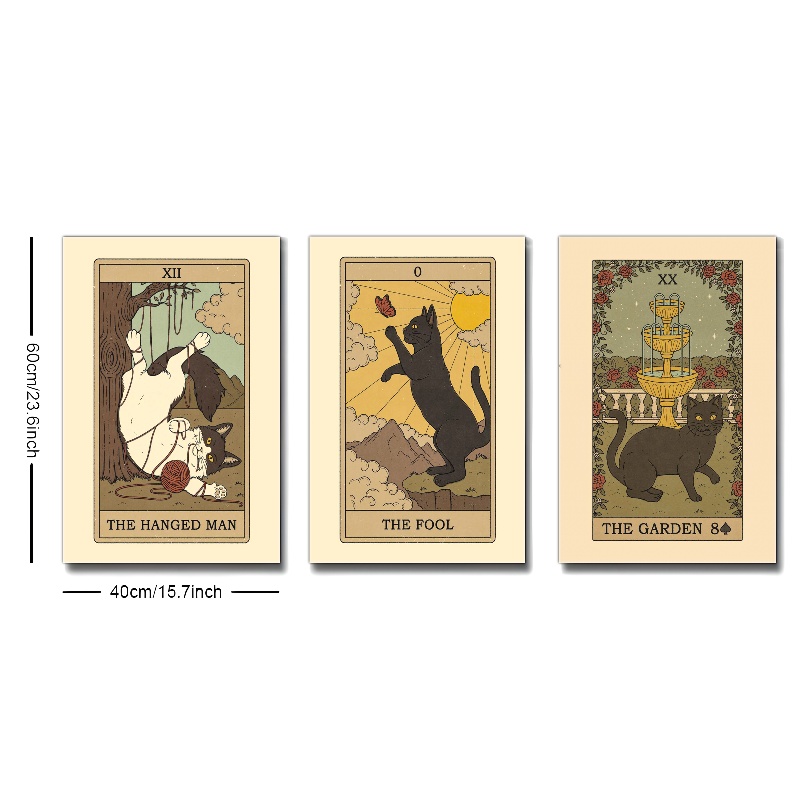 XII
THE HANGED MAN
0
THE FOOL
XX
THE GARDEN 8♠
60cm/23.6inch
40cm/15.7inch